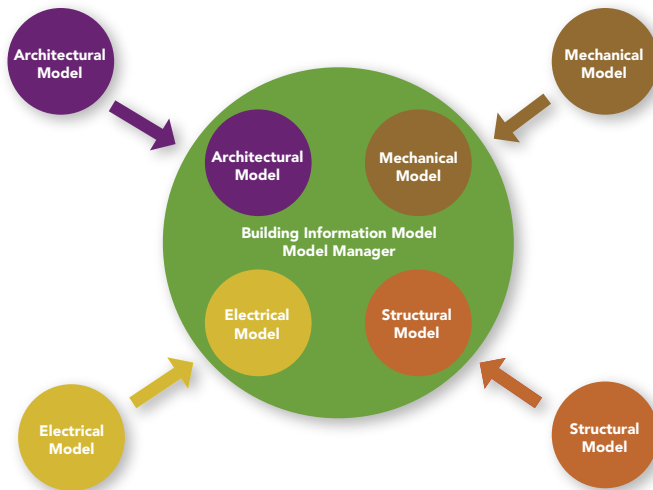 Architectural
Model
Mechanical
Model
Architectural
Model
Mechanical
Model
Building Information Model
Model Manager
Electrical
Model
Structural
Model
Electrical
Model
Structural
Model